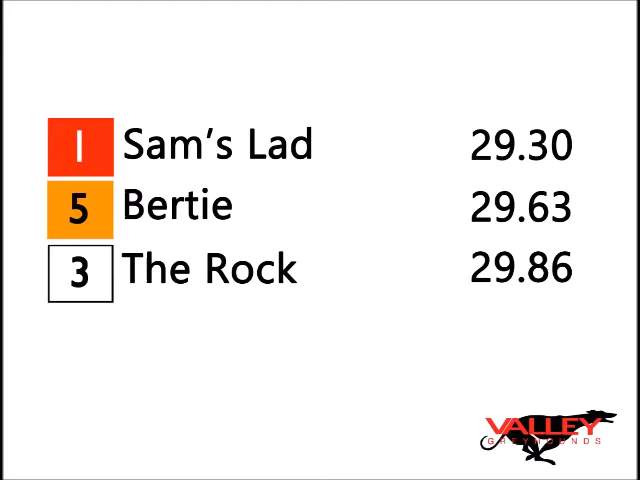 1 Sam's Lad 29.30
5 Bertie 29.63
3 The Rock 29.86
VALLEY
GREYHOUNDS